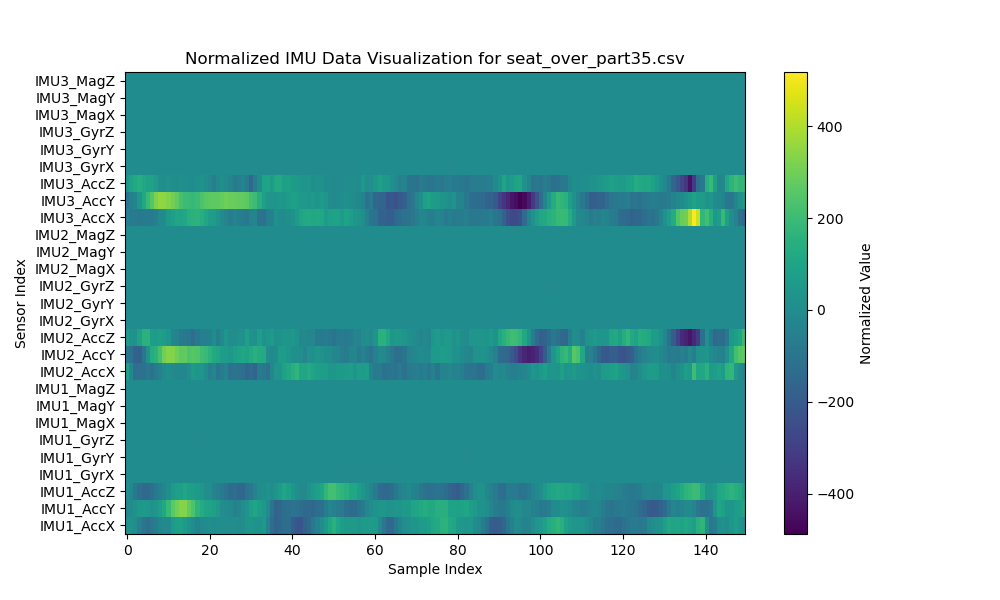 Normalized IMU Data Visualization for seat_over_part35.csv
IMU3_MagZ
IMU3_MagY
IMU3_MagX
IMU3_GyrZ
IMU3_GyrY
IMU3_GyrX
IMU3_AccZ
IMU3_AccY
IMU3_AccX
IMU2_MagZ
IMU2_MagY
IMU2_MagX
IMU2_GyrZ
IMU2_GyrY
IMU2_GyrX
IMU2_AccZ
IMU2_AccY
IMU2_AccX
IMU1_MagZ
IMU1_MagY
IMU1_MagX
IMU1_GyrZ
IMU1_GyrY
IMU1_GyrX
IMU1_AccZ
IMU1_AccY
IMU1_AccX
Sensor Index
0 20 40 60 80 100 120 140
Sample Index
400
200
0
−200
−400
Normalized Value